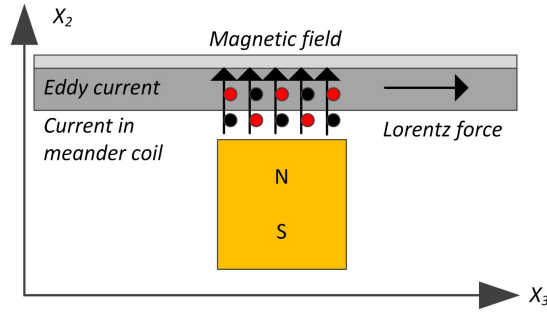 X₂
Magnetic field
Eddy current
Current in
meander coil
Lorentz force
N
S
X₃